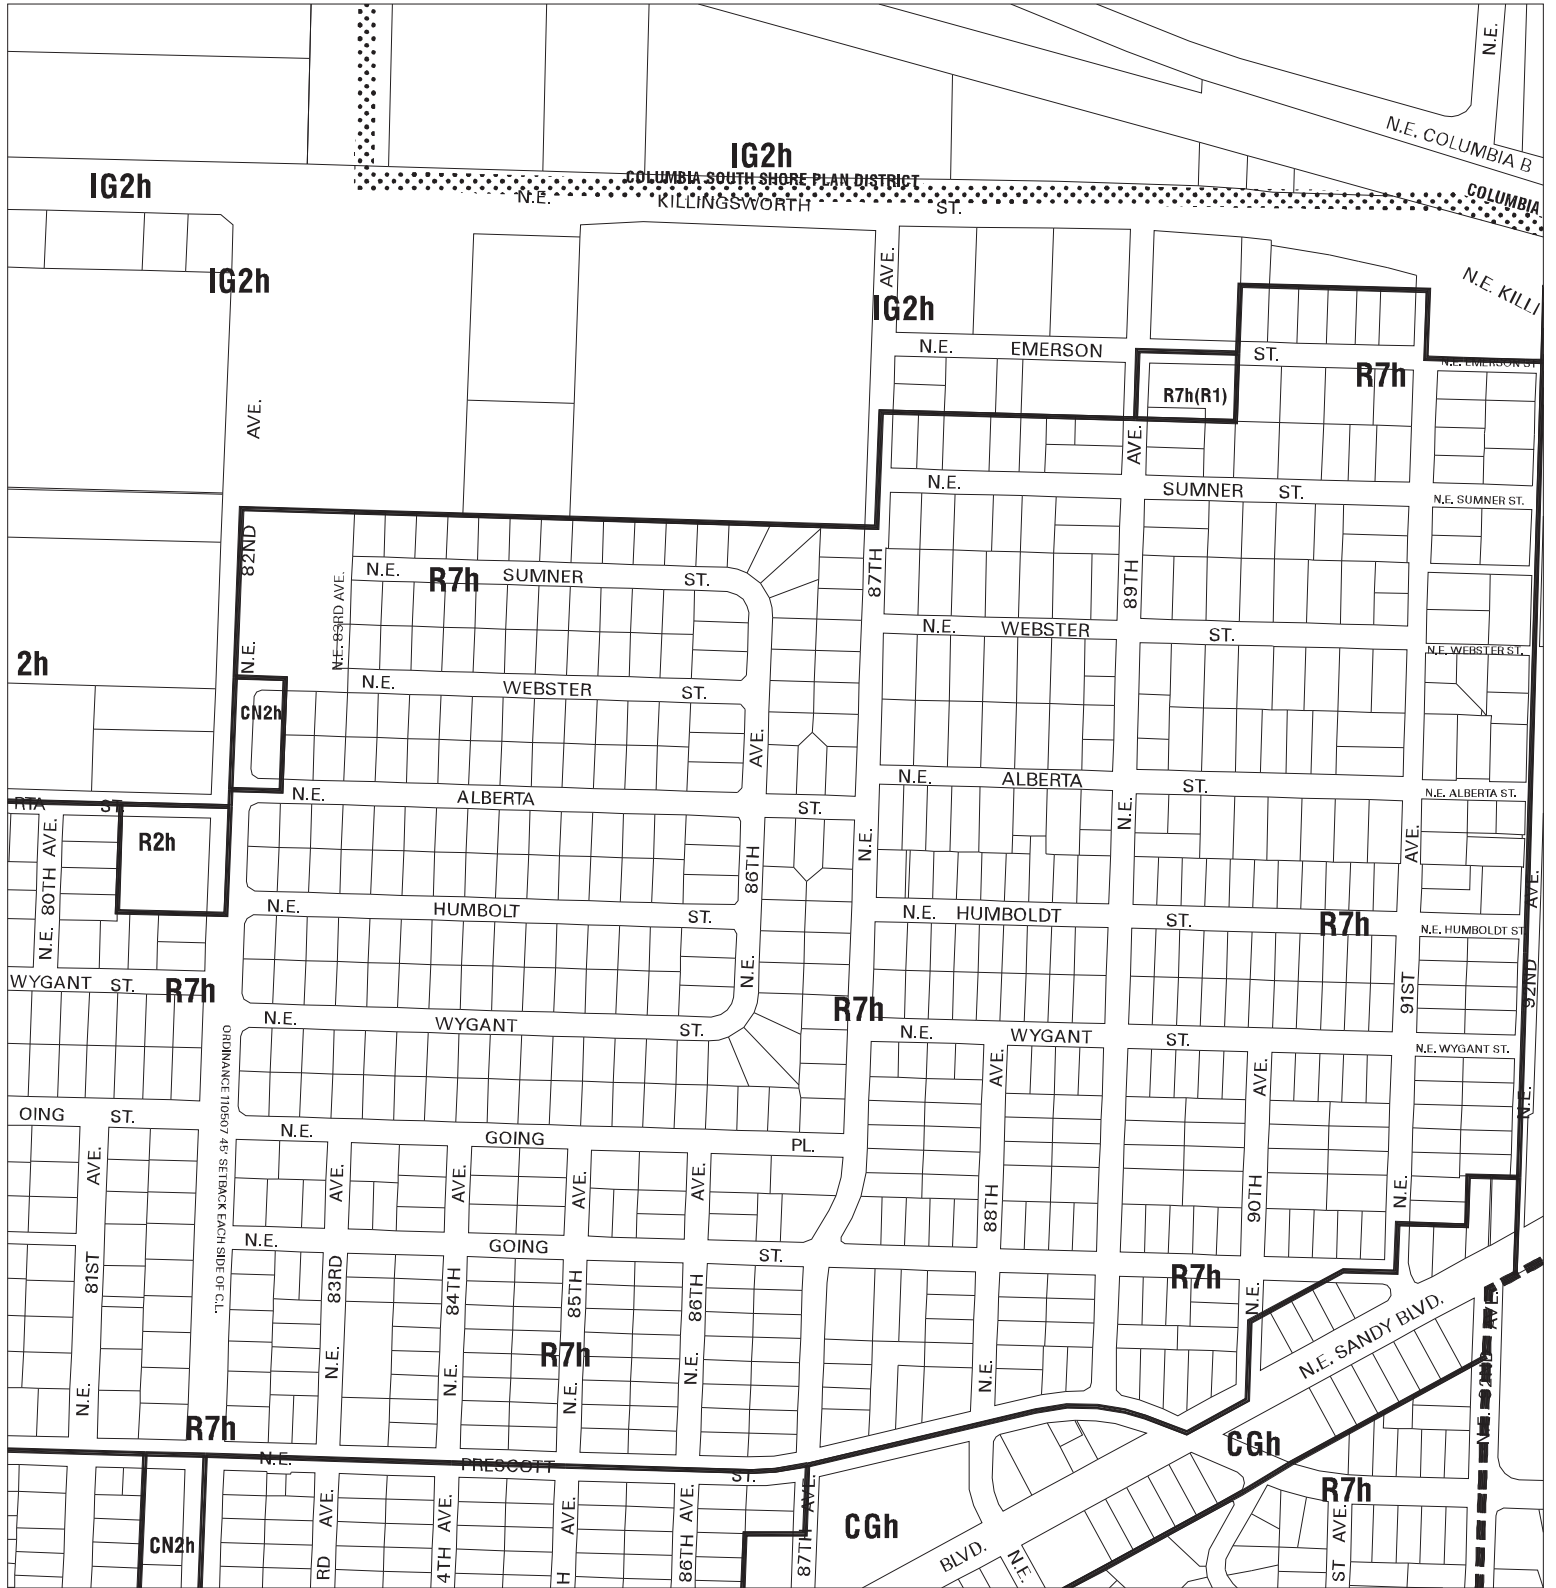 N.E.
N.E. COLUMBIA B
IG2h
IG2h
COLUMBIA SOUTH SHORE PLAN DISTRICT
COLUMBIA
N.E. KILLINGSWORTH ST.
IG2h
AVE.
IG2h
N.E. KILLI
N.E. EMERSON ST.
N.E. EMERSON ST
R7h
R7h(R1)
AVE.
AVE.
N.E. SUMNER ST.
N.E. SUMNER ST.
82ND
N.E. SUMNER ST.
R7h
N.E. 83RD AVE.
87TH
89TH
N.E. WEBSTER ST.
N.E. WEBSTER ST.
2h
N.E.
N.E. WEBSTER ST.
CN2h
AVE.
N.E. ALBERTA ST.
N.E. ALBERTA ST.
RTA ST.
N.E. ALBERTA ST.
N.E.
N.E.
AVE.
R2h
N.E. 80TH AVE.
86TH
AVE.
N.E. HUMBOLT ST.
N.E. HUMBOLDT ST.
R7h
N.E. HUMBOLDT ST
WYGANT ST.
R7h
N.E.
R7h
91ST
92ND
N.E. WYGANT ST.
N.E. WYGANT ST.
N.E. WYGANT ST.
ORDINANCE 110507 45' SETBACK EACH SIDE OF C.L.
AVE.
AVE.
N.E.
OING ST.
N.E. GOING PL.
AVE.
AVE.
AVE.
AVE.
AVE.
88TH
90TH
N.E.
N.E. GOING ST.
81ST
83RD
84TH
85TH
86TH
R7h
N.E.
AVE.
N.E. SANDY BLVD.
R7h
N.E.
N.E.
N.E.
N.E.
N.E.
N.E.
R7h
CGh
N.E. PRESCOTT ST.
R7h
CN2h
RD AVE.
4TH AVE.
H AVE.
86TH AVE.
87TH AVE.
CGh
BLVD.
N.E.
ST AVE.